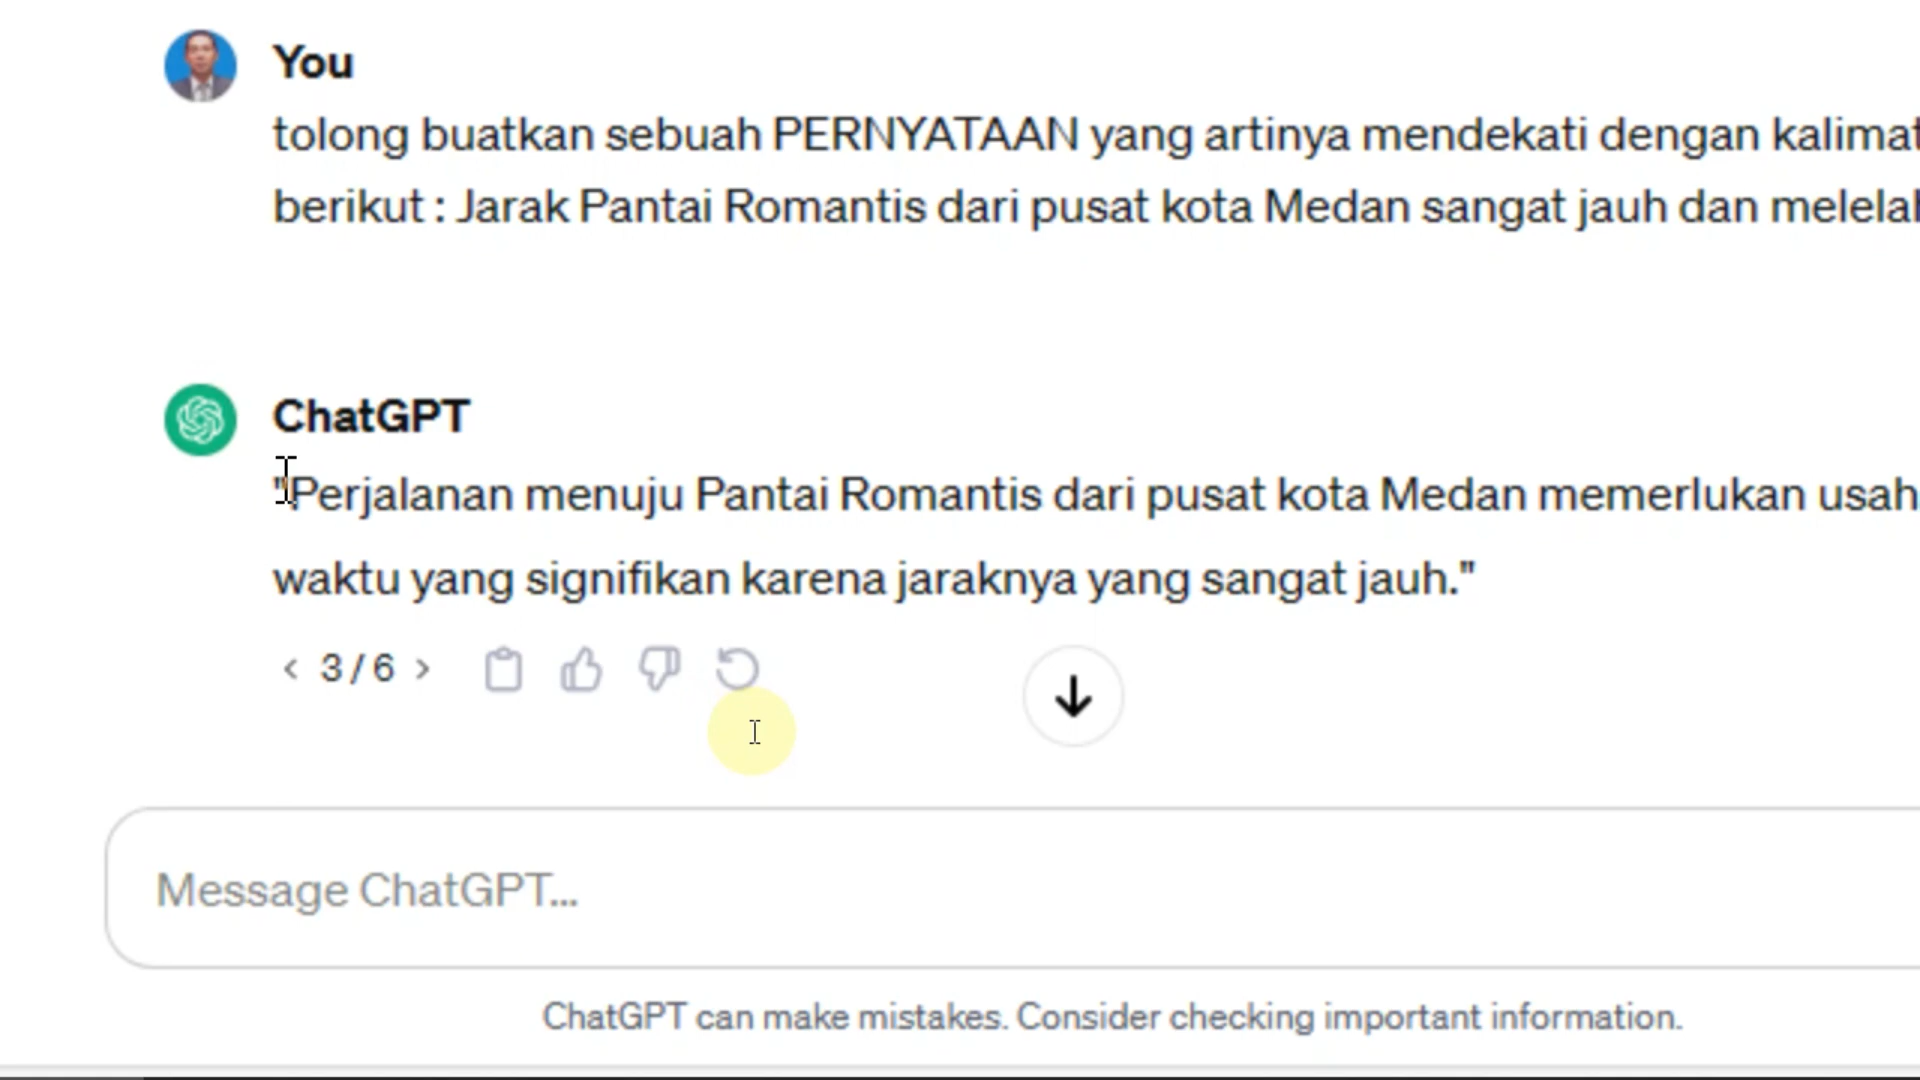 You
tolong buatkan sebuah PERNYATAAN yang artinya mendekati dengan kalimat
berikut : Jarak Pantai Romantis dari pusat kota Medan sangat jauh dan
ChatGPT
"Perjalanan menuju Pantai Romantis dari pusat kota Medan memerlukan
waktu yang signifikan karena jaraknya yang sangat jauh."
< 3 / 6 >
Message ChatGPT...
ChatGPT can make mistakes. Consider checking important information.